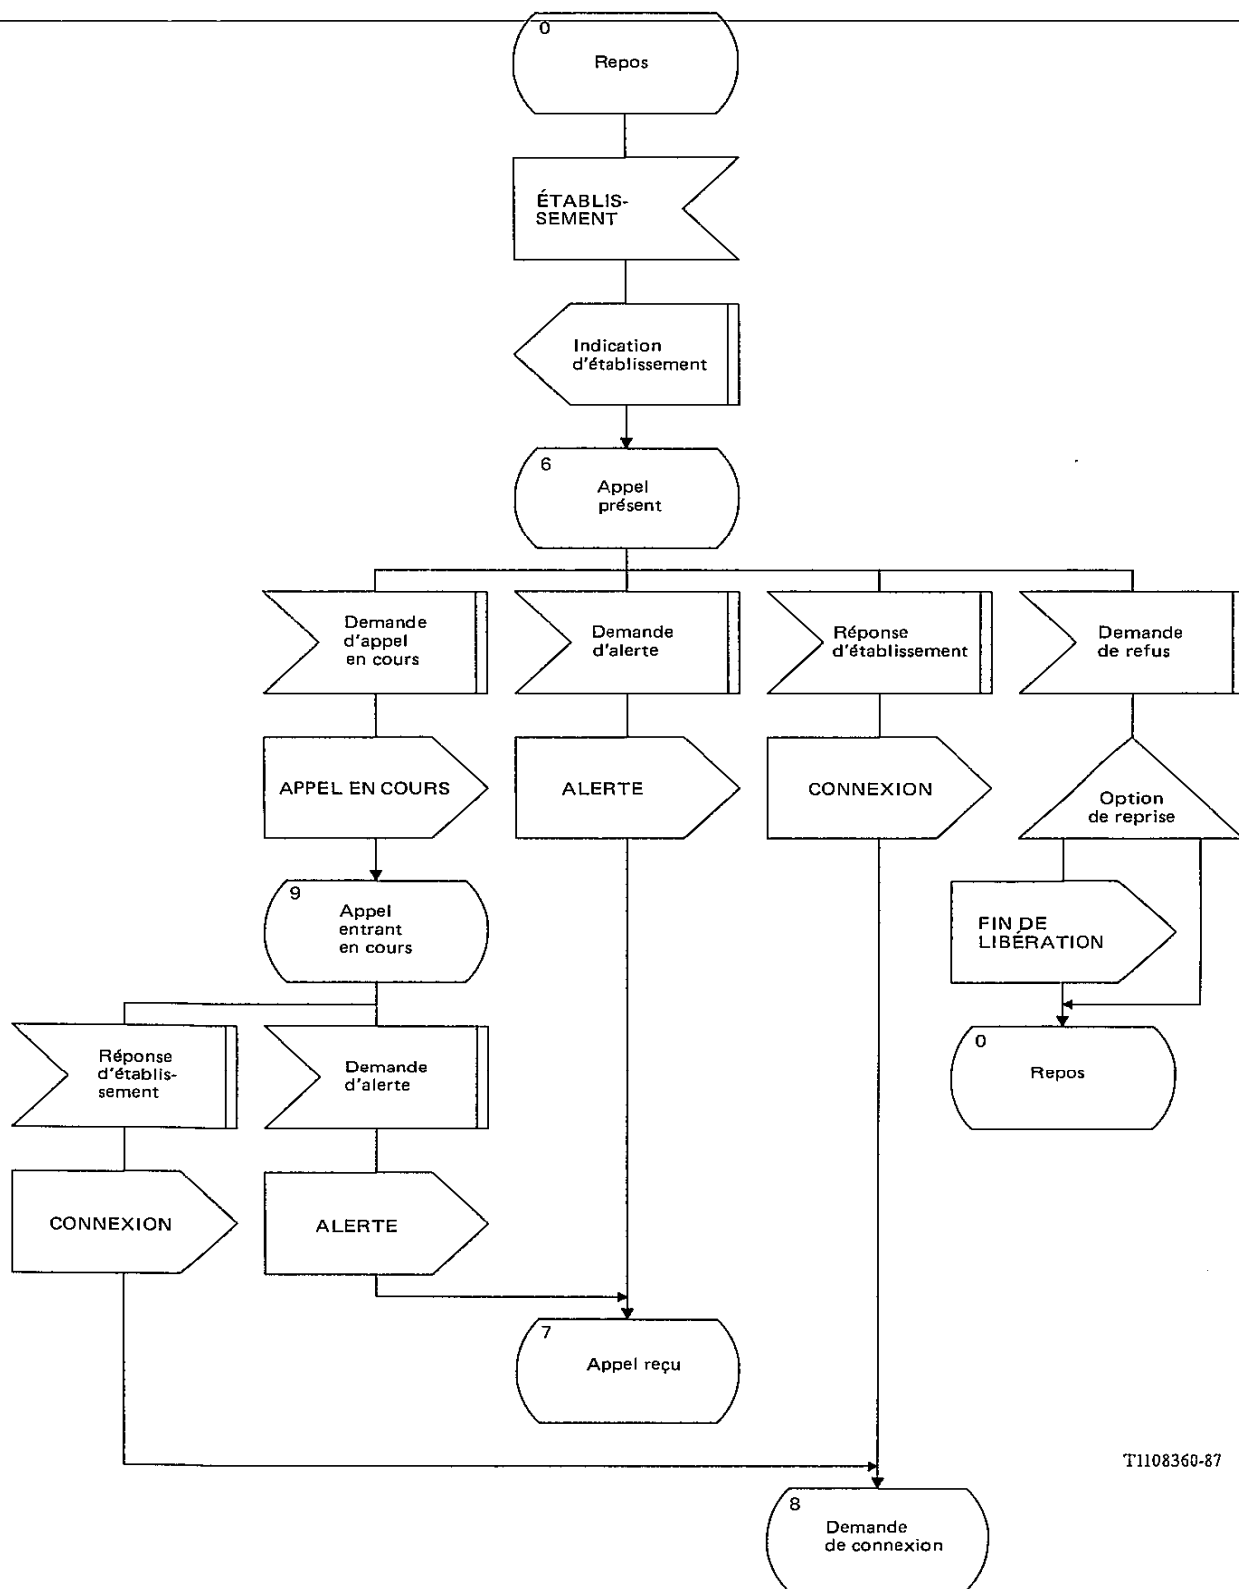 0
Repos
ÉTABLIS-
SEMENT
Indication
d'établissement
6
Appel
présent
Demande
d'appel
en cours
Demande
d'alerte
Réponse
d'établissement
Demande
de refus
APPEL EN COURS
ALERTE
CONNEXION
Option
de reprise
9
Appel
entrant
en cours
FIN DE
LIBÉRATION
Réponse
d'établis-
sement
Demande
d'alerte
0
Repos
CONNEXION
ALERTE
7
Appel reçu
T1108360-87
8
Demande
de connexion